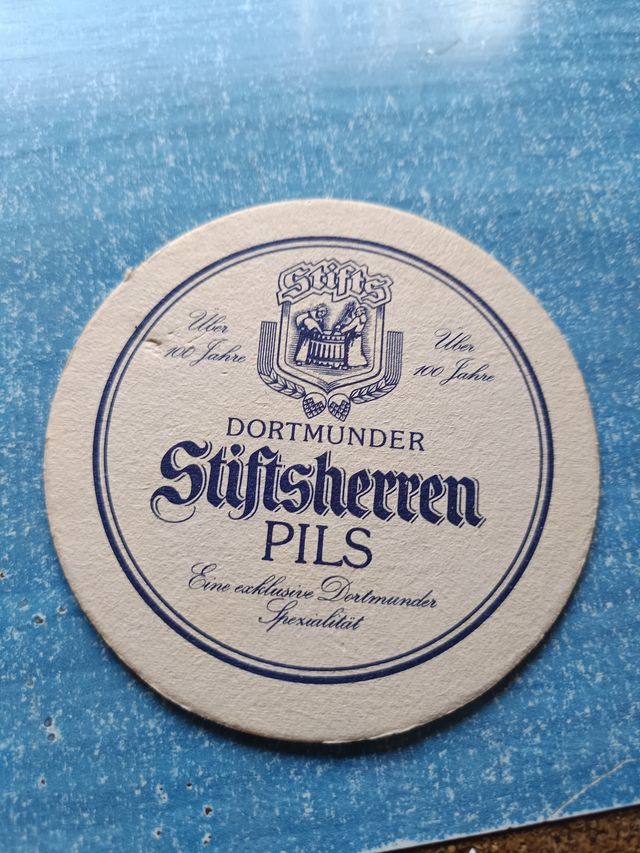 Stifts
Über
100 Jahre
Über
100 Jahre
DORTMUNDER
Stiftsherren
PILS
Eine exklusive Dortmunder
Spezialität